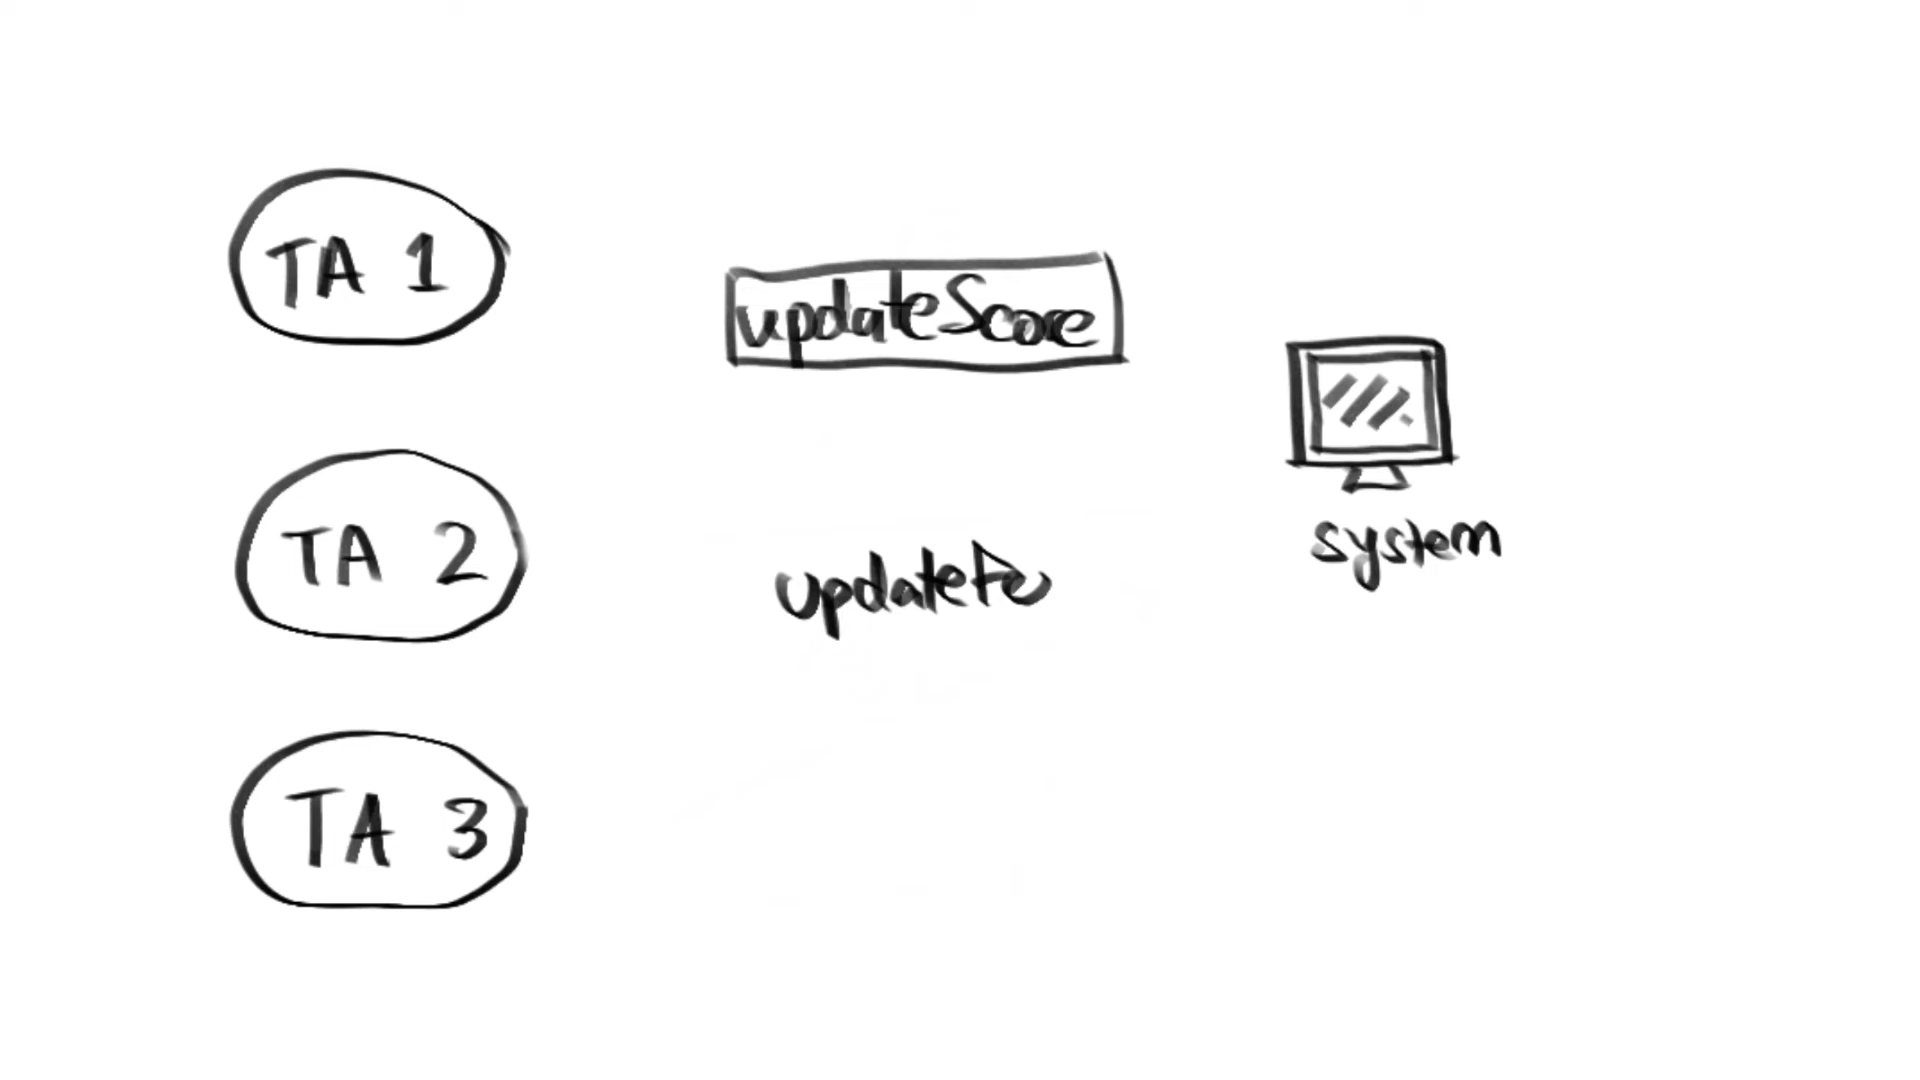 TA 1
updateScore
TA 2
updateFe
system
TA 3